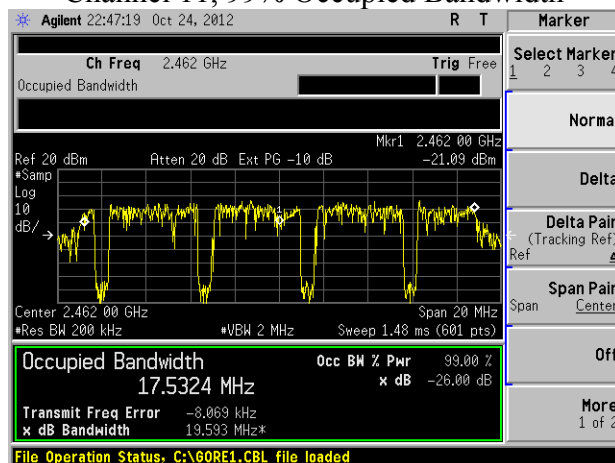 Channel 11, 99% Occupied Bandwidth
Agilent 22:47:19 Oct 24, 2012 R T Marker
Ch Freq 2.462 GHz Trig Free
Occupied Bandwidth
Select Marker
1 2 3 4
Norma
Delta
Delta Pair
(Tracking Ref)
Ref
Span Pair
Span Center
Off
More
1 of 2
Mkr1 2.462 00 GHz
Ref 20 dBm Atten 20 dB Ext PG -10 dB -21.09 dBm
#Samp
Log
10
dB/
1
Center 2.462 00 GHz Span 20 MHz
#Res BW 200 kHz #VBW 2 MHz Sweep 1.48 ms (601 pts)
Occupied Bandwidth
17.5324 MHz
Occ BW % Pwr 99.00 %
x dB -26.00 dB
Transmit Freq Error -8.069 kHz
x dB Bandwidth 19.593 MHz*
File Operation Status, C:\GORE1.CBL file loaded